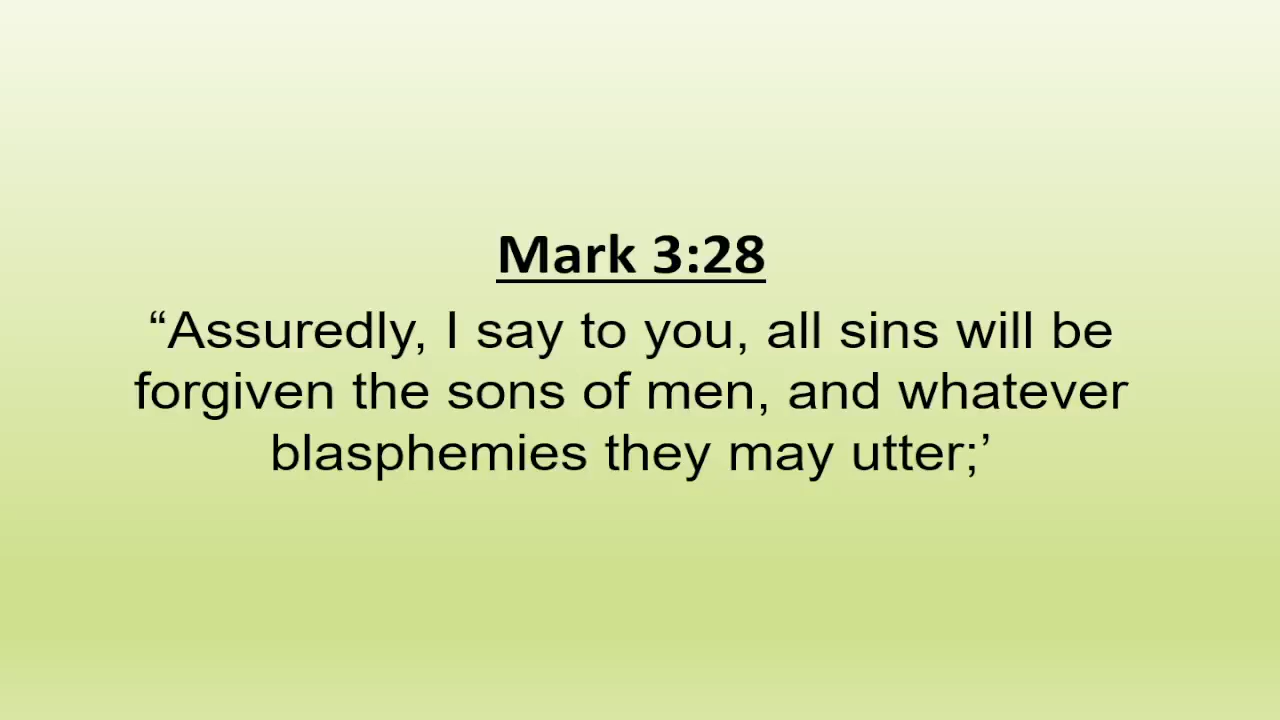 Mark 3:28
“Assuredly, I say to you, all sins will be
forgiven the sons of men, and whatever
blasphemies they may utter;’